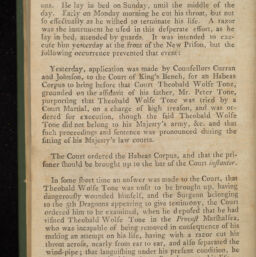 ons. He lay in bed on Sunday, until the middle of the
day. Early on Monday morning he cut his throat, but not
so effectually as he wished to terminate his life. A razor
was the instrument he used in this desperate effort, as he
lay in bed, attended by guards. It was intended to exe-
cute him yesterday at the front of the New Prison, but the
following occurrence prevented that event:
Yesterday, application was made by Counsellors Curran
and Johnson, to the Court of King's Bench, for an Habeas
Corpus to bring before that Court Theobald Wolfe Tone,
grounded on the affidavit of his father, Mr. Peter Tone,
purporting that Theobald Wolfe Tone was tried by a
Court Martial, on a charge of high treason, and was or-
dered for execution, though the said Theobald Wolfe
Tone did not belong to his Majesty's army, &c. and that
such proceedings and sentence was pronounced during the
sitting of his Majesty's law courts.
The Court ordered the Habeas Corpus, and that the pri-
soner should be brought up to the bar of the Court instanter.
In some short time an answer was made to the Court, that
Theobald Wolfe Tone was unfit to be brought up, having
dangerously wounded himself, and the Surgeon belonging
to the 5th Dragoons appearing to give testimony, the Court
ordered him to be examined, when he deposed that he had
visited Theobald Wolfe Tone in the Provost Marshalsea,
who was incapable of being removed in consequence of his
making an attempt on his life, having with a razor cut his
throat across, nearly from ear to ear, and also separated the
wind-pipe; that languishing under his present condition, he